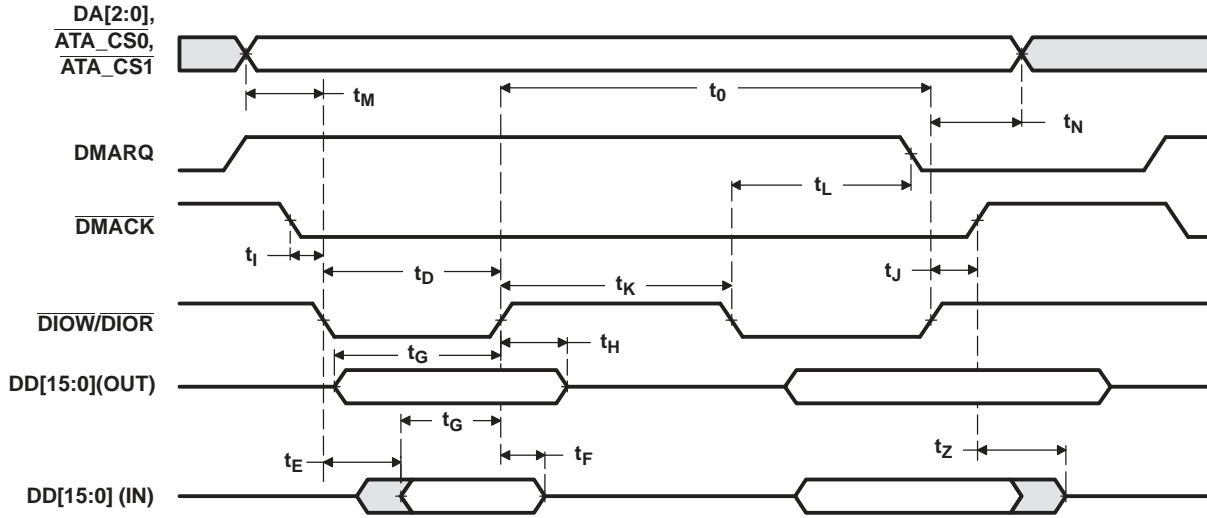 DA[2:0],
ATA_CS0,
ATA_CS1
tM
t0
tN
DMARQ
tL
DMACK
tI
tD
tK
tJ
DIOW/DIOR
tG
tH
DD[15:0](OUT)
tG
tE
tF
tZ
DD[15:0] (IN)